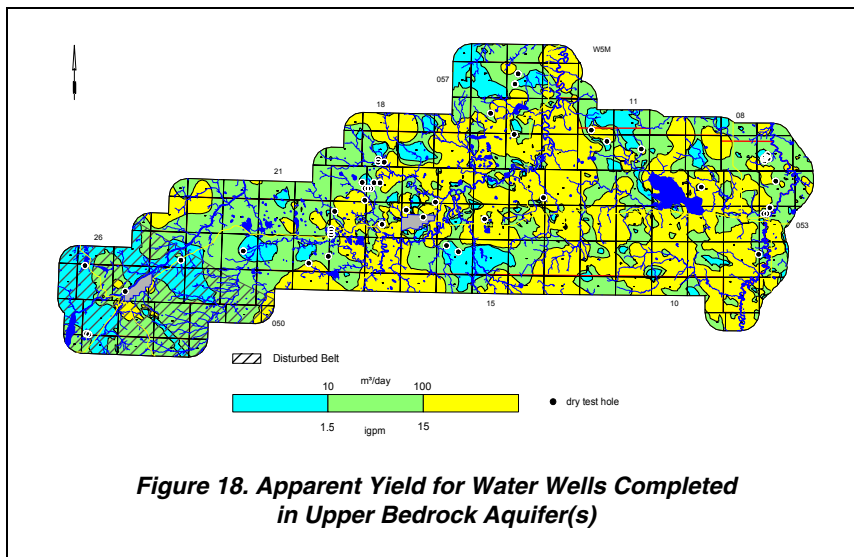 W5M
057
11
18
08
21
053
26
15
10
050
Disturbed Belt
10 m³/day 100
dry test hole
1.5 igpm 15
Figure 18. Apparent Yield for Water Wells Completed
in Upper Bedrock Aquifer(s)